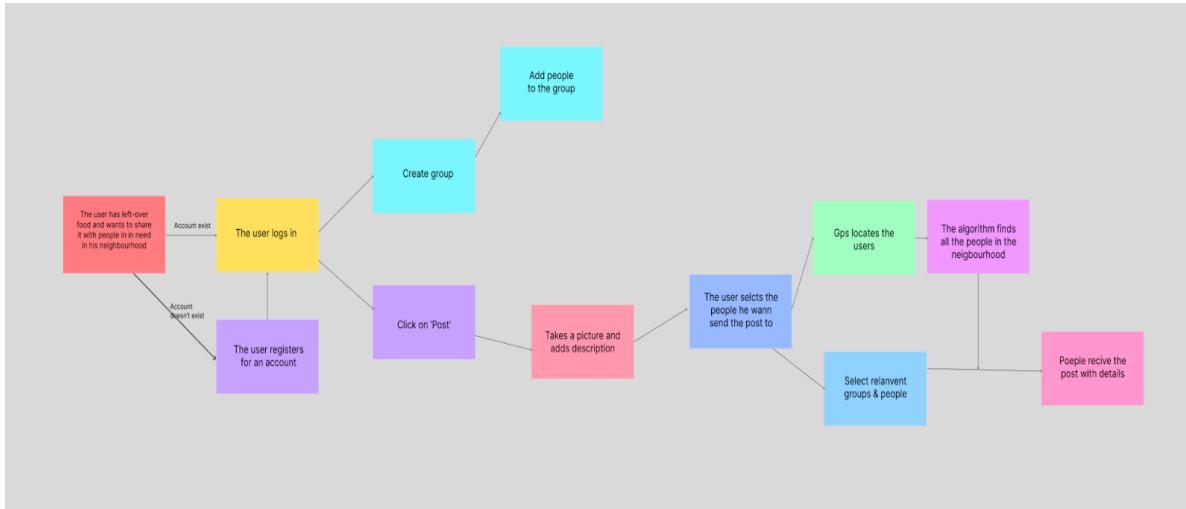 Add people
to the group
Create group
The user has left-over
food and wants to share
it with people in in need
in his neighbourhood
Account exist
The user logs in
Account
doesn't exist
The user registers
for an account
Click on 'Post'
Takes a picture and
adds description
The user selcts the
people he wann
send the post to
Gps locates the
users
The algorithm finds
all the people in the
neigbourhood
Select relanvent
groups & people
Poeple recive the
post with details